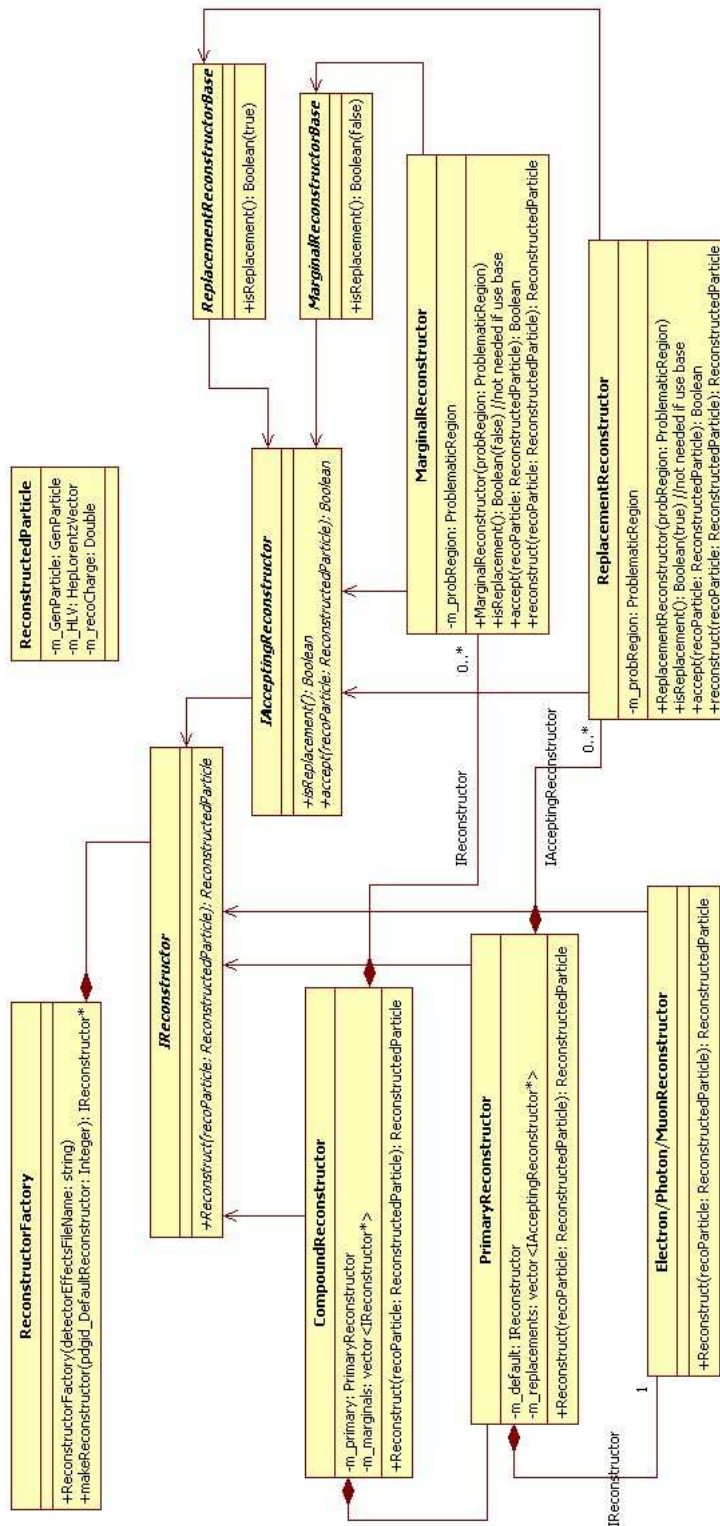 ReconstructorFactory
+ReconstructorFactory(detectorEffectsFileName: string)
+makeReconstructor(pdgid_DefaultReconstructor: Integer): IReconstructor*
ReconstructedParticle
-m_GenParticle: GenParticle
-m_HLV: HepLorentzVector
-m_recoCharge: Double
IReconstructor
+Reconstruct(recoParticle: ReconstructedParticle): ReconstructedParticle
IAcceptingReconstructor
+isReplacement(): Boolean
+accept(recoParticle: ReconstructedParticle): Boolean
ReplacementReconstructorBase
+isReplacement(): Boolean(true)
MarginalReconstructorBase
+isReplacement(): Boolean(false)
CompoundReconstructor
-m_primary: PrimaryReconstructor
-m_marginals: vector<IReconstructor*>
+Reconstruct(recoParticle: ReconstructedParticle): ReconstructedParticle
IReconstructor
0..*
MarginalReconstructor
-m_probRegion: ProblematicRegion
+MarginalReconstructor(probRegion: ProblematicRegion)
+isReplacement(): Boolean(false) //not needed if use base
+accept(recoParticle: ReconstructedParticle): Boolean
+reconstruct(recoParticle: ReconstructedParticle): ReconstructedParticle
PrimaryReconstructor
-m_default: IReconstructor
-m_replacements: vector<IAcceptingReconstructor*>
+Reconstruct(recoParticle: ReconstructedParticle): ReconstructedParticle
IAcceptingReconstructor
0..*
ReplacementReconstructor
-m_probRegion: ProblematicRegion
+ReplacementReconstructor(probRegion: ProblematicRegion)
+isReplacement(): Boolean(true) //not needed if use base
+accept(recoParticle: ReconstructedParticle): Boolean
+reconstruct(recoParticle: ReconstructedParticle): ReconstructedParticle
IReconstructor
1
Electron/Photon/MuonReconstructor
+Reconstruct(recoParticle: ReconstructedParticle): ReconstructedParticle